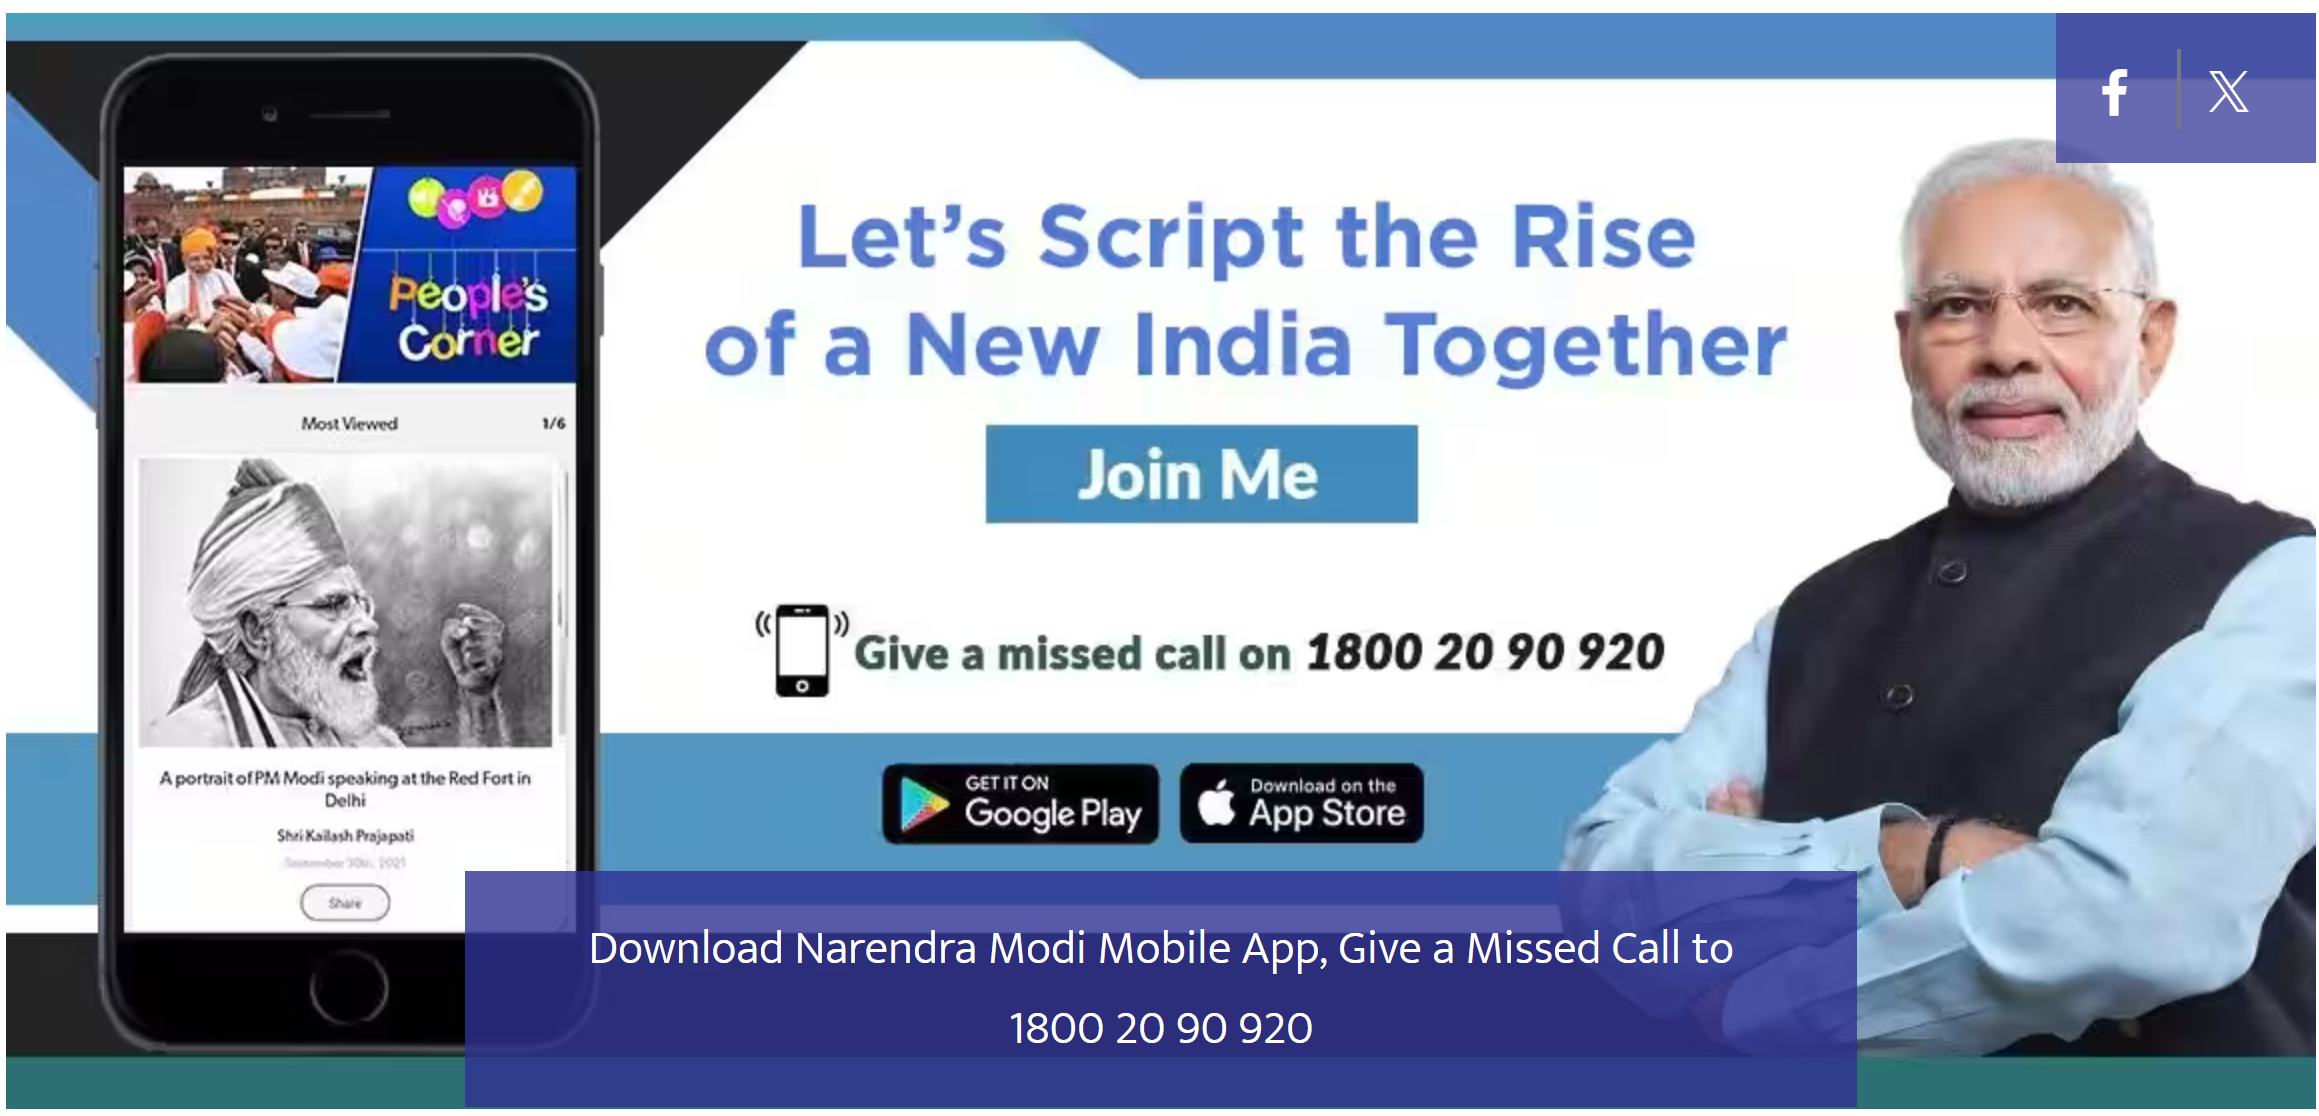 People's
Corner
Most Viewed
1/6
A portrait of PM Modi speaking at the Red Fort in
Delhi
Shri Kailash Prajapati
September 30th, 2021
Share
Let's Script the Rise
of a New India Together
Join Me
Give a missed call on 1800 20 90 920
GET IT ON
Google Play
Download on the
App Store
Download Narendra Modi Mobile App, Give a Missed Call to
1800 20 90 920